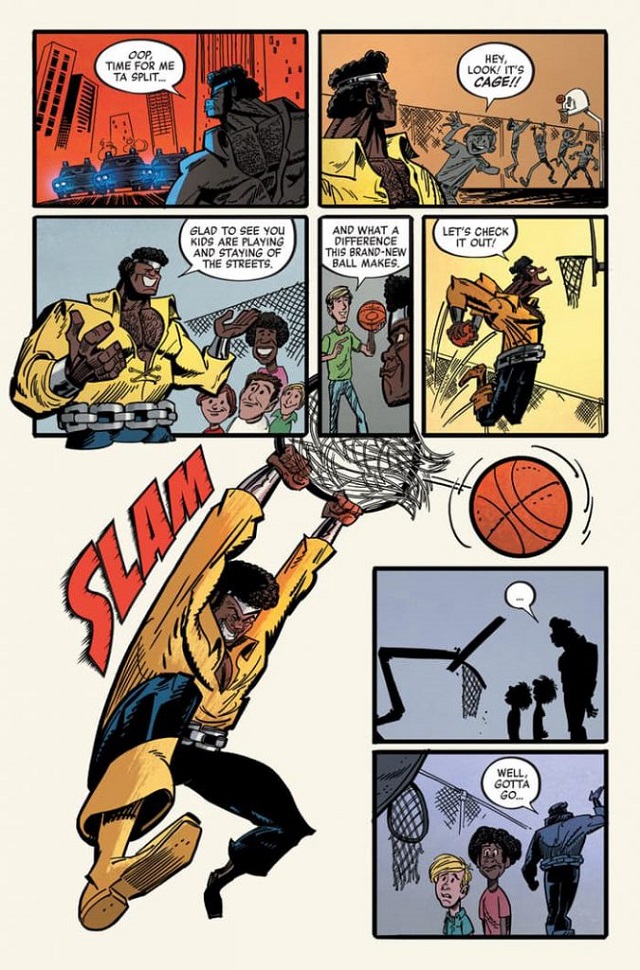 OOP,
TIME FOR ME
TA SPLIT...
HEY,
LOOK! IT'S
CAGE!!
GLAD TO SEE YOU
KIDS ARE PLAYING
AND STAYING OF
THE STREETS.
AND WHAT A
DIFFERENCE
THIS BRAND-NEW
BALL MAKES.
LET'S CHECK
IT OUT!
SLAM
...
WELL,
GOTTA
GO...